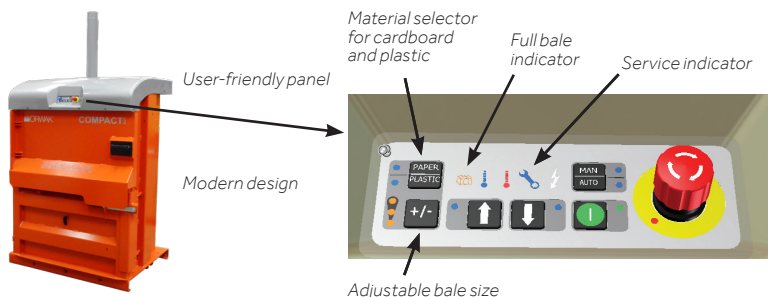 Material selector
for cardboard
and plastic
Full bale
indicator
Service indicator
User-friendly panel
ORWAK
COMPACT
PAPER
PLASTIC
MAN
AUTO
Modern design
+/-
Adjustable bale size